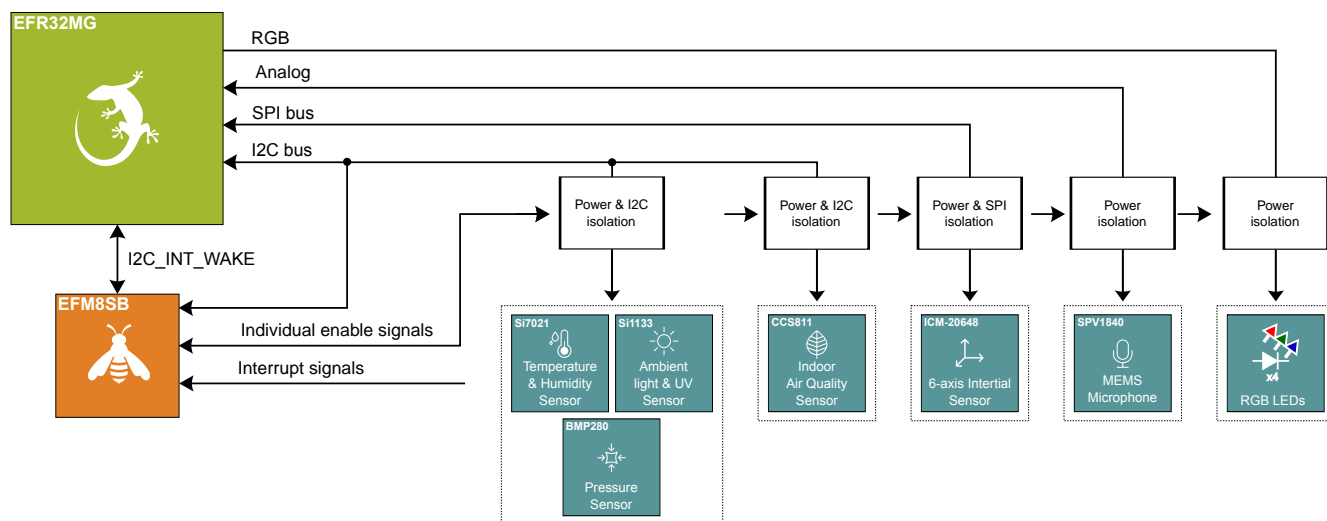 EFR32MG
RGB
Analog
SPI bus
I2C bus
Power & I2C
isolation
Power & I2C
isolation
Power & SPI
isolation
Power
isolation
Power
isolation
I2C_INT_WAKE
EFM8SB
Individual enable signals
Interrupt signals
Si7021
Temperature
& Humidity
Sensor
Si1133
Ambient
light & UV
Sensor
BMP280
Pressure
Sensor
CCS811
Indoor
Air Quality
Sensor
ICM-20648
6-axis Intertial
Sensor
SPV1840
MEMS
Microphone
x4
RGB LEDs